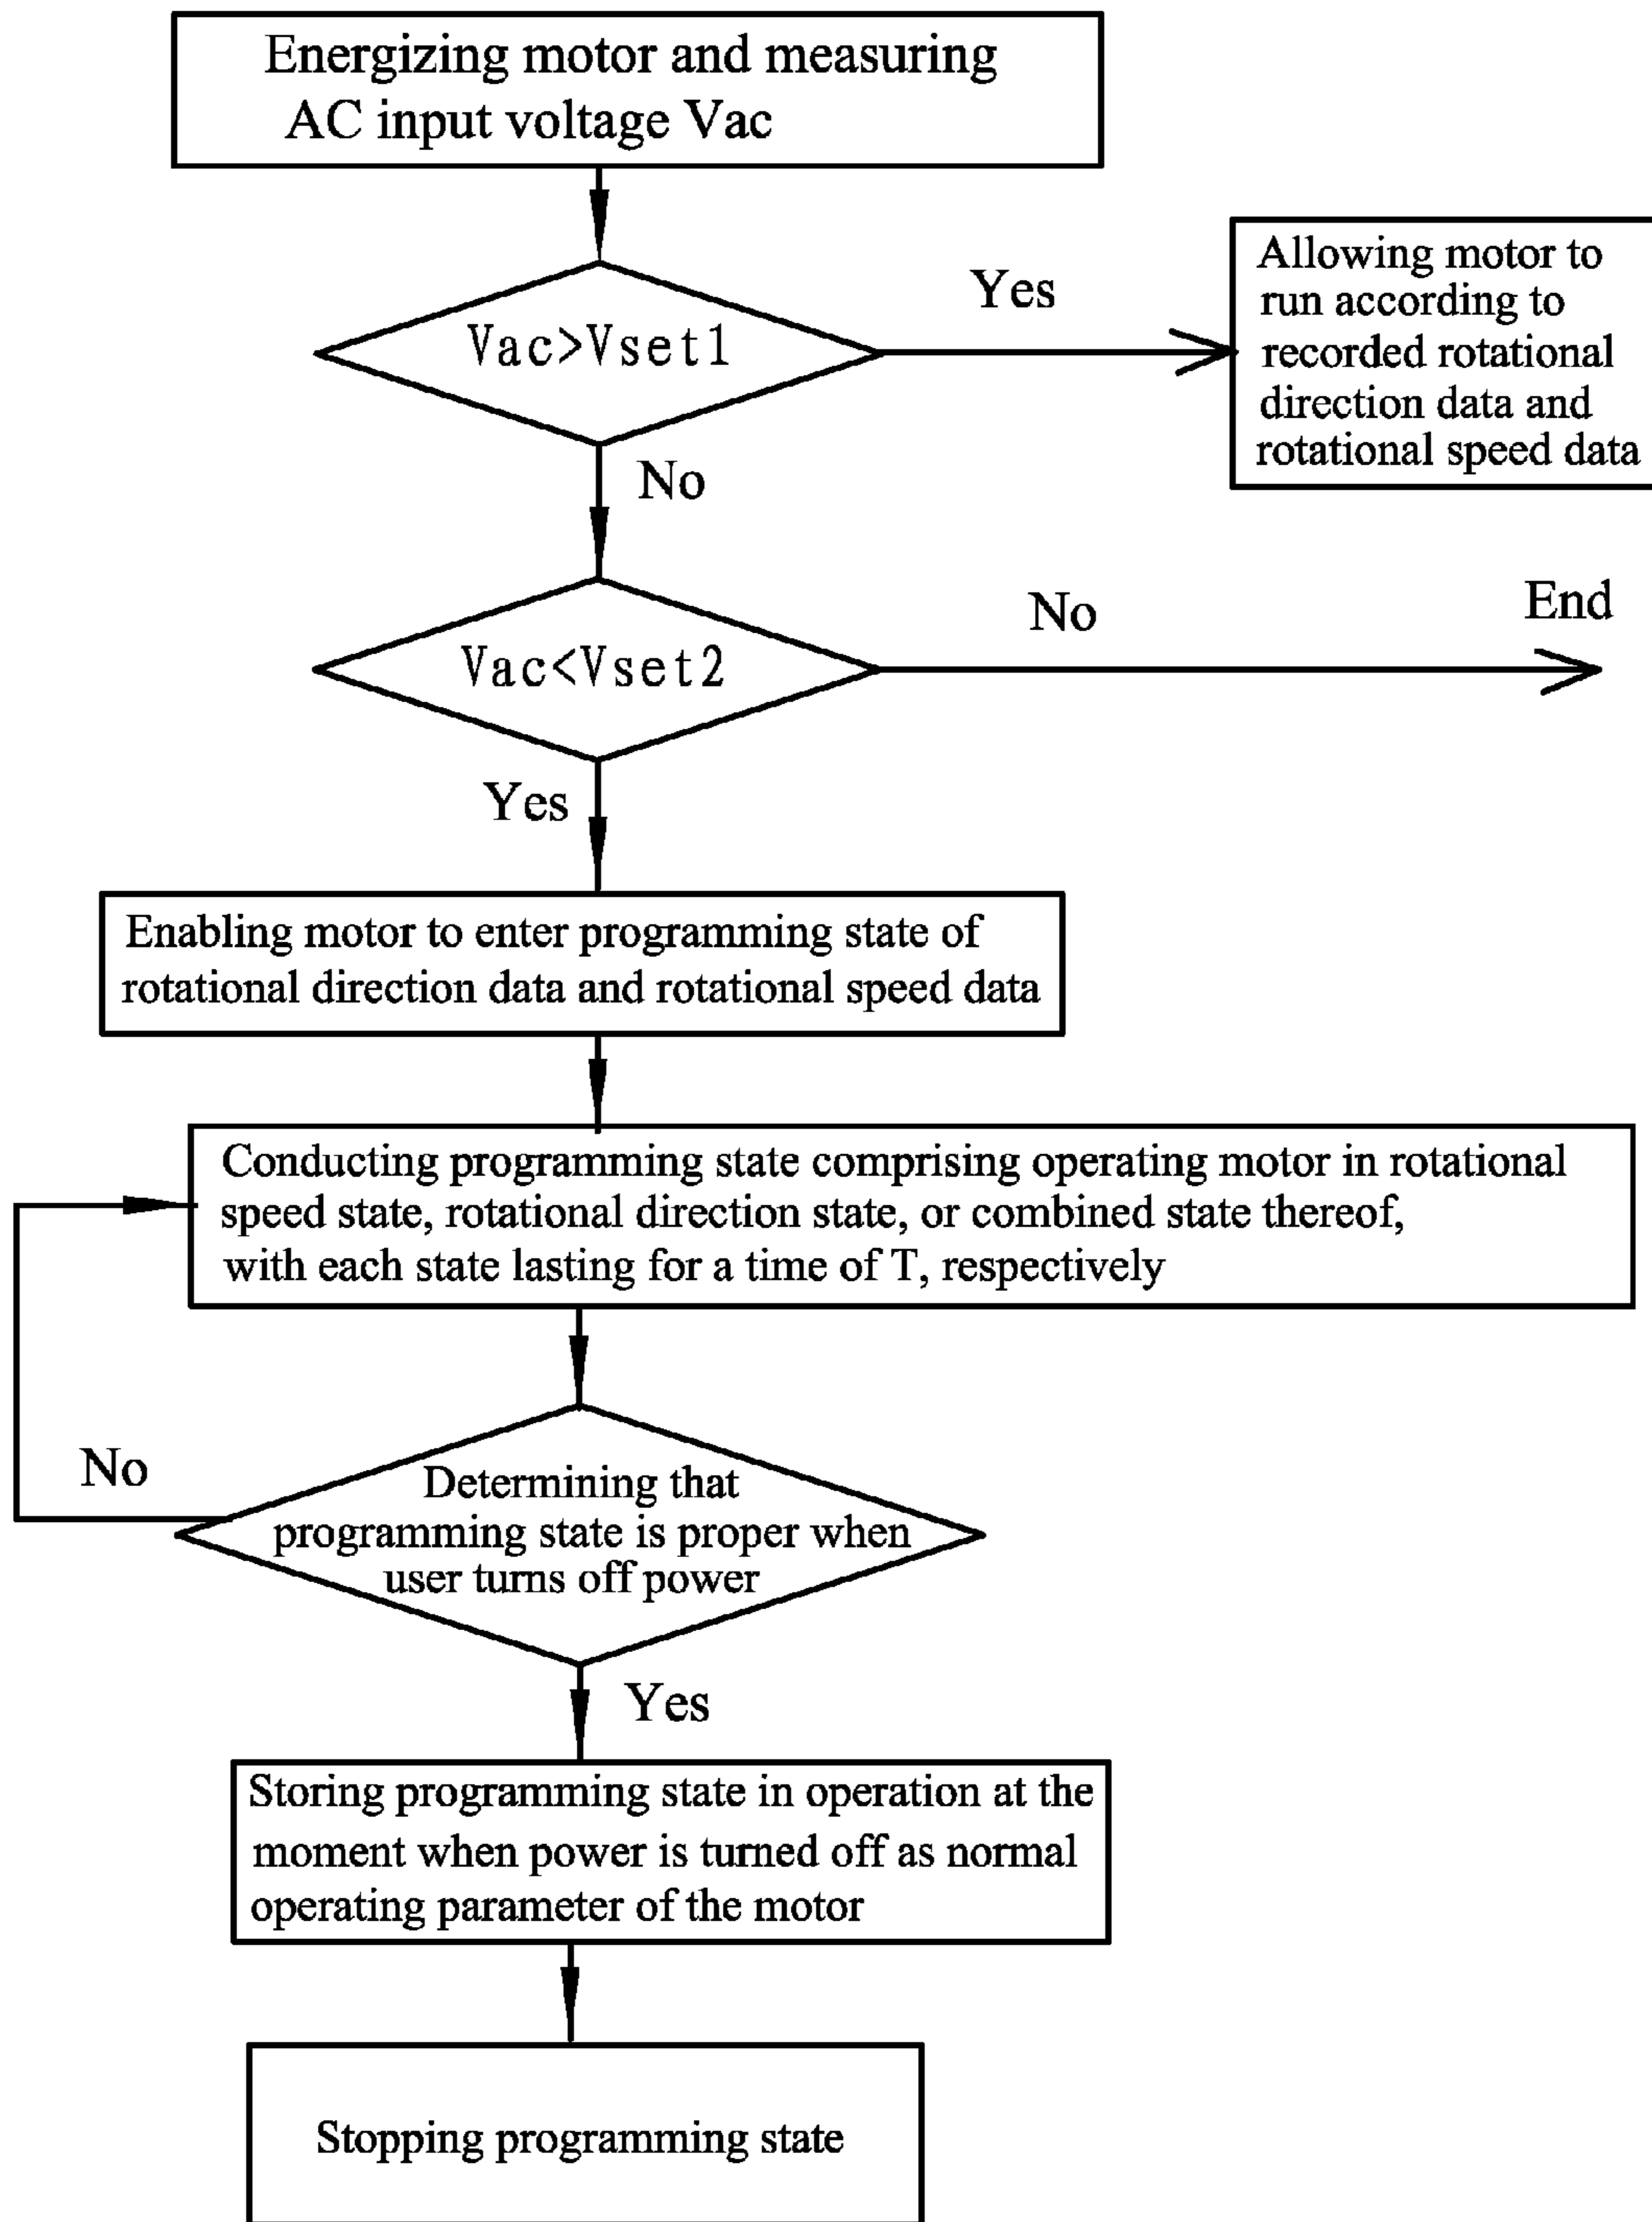 Energizing motor and measuring
AC input voltage Vac
Vac>Vset1
Yes
Allowing motor to
run according to
recorded rotational
direction data and
rotational speed data
No
Vac<Vset2
No
End
Yes
Enabling motor to enter programming state of
rotational direction data and rotational speed data
Conducting programming state comprising operating motor in rotational
speed state, rotational direction state, or combined state thereof,
with each state lasting for a time of T, respectively
No
Determining that
programming state is proper when
user turns off power
Yes
Storing programming state in operation at the
moment when power is turned off as normal
operating parameter of the motor
Stopping programming state